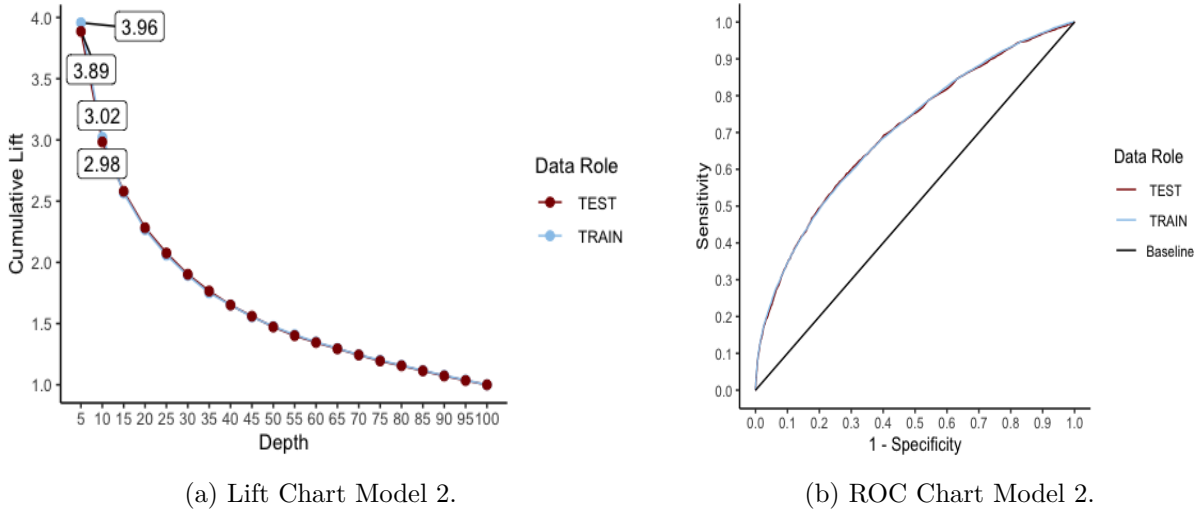 4.0
3.5
3.0
2.5
2.0
1.5
1.0
Cumulative Lift
3.96
3.89
3.02
2.98
5 10 15 20 25 30 35 40 45 50 55 60 65 70 75 80 85 90 95 100
Depth
Data Role
TEST
TRAIN
(a) Lift Chart Model 2.
1.0
0.9
0.8
0.7
0.6
0.5
0.4
0.3
0.2
0.1
0.0
Sensitivity
0.0 0.1 0.2 0.3 0.4 0.5 0.6 0.7 0.8 0.9 1.0
1 - Specificity
Data Role
TEST
TRAIN
Baseline
(b) ROC Chart Model 2.